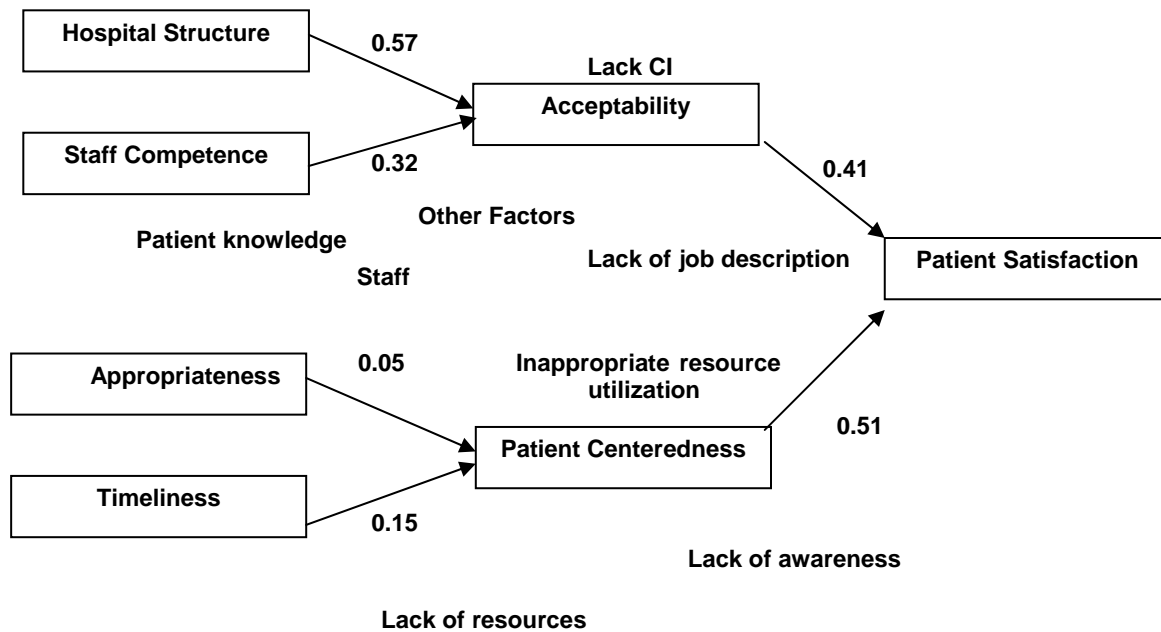 Hospital Structure
0.57
Lack CI
Acceptability
Staff Competence
0.32
0.41
Other Factors
Patient knowledge
Lack of job description
Patient Satisfaction
Staff
Appropriateness
0.05
Inappropriate resource
utilization
0.51
Patient Centeredness
Timeliness
0.15
Lack of awareness
Lack of resources